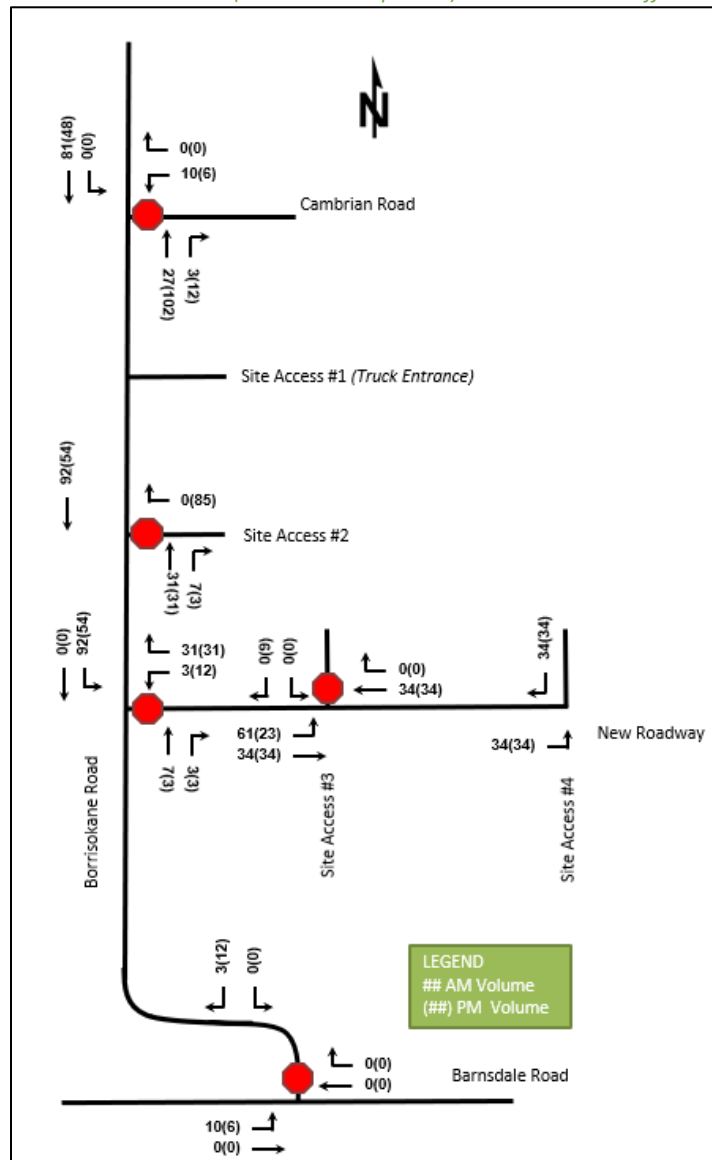 81(48)
0(0)
N
0(0)
10(6)
Cambrian Road
27(102)
3(12)
Site Access #1 (Truck Entrance)
92(54)
0(85)
Site Access #2
31(31)
7(3)
0(0)
92(54)
31(31)
3(12)
0(9)
0(0)
0(0)
34(34)
34(34)
61(23)
34(34)
34(34)
New Roadway
7(3)
3(3)
Borrisokane Road
Site Access #3
Site Access #4
3(12)
0(0)
LEGEND
## AM Volume
(##) PM Volume
0(0)
0(0)
Barnsdale Road
10(6)
0(0)